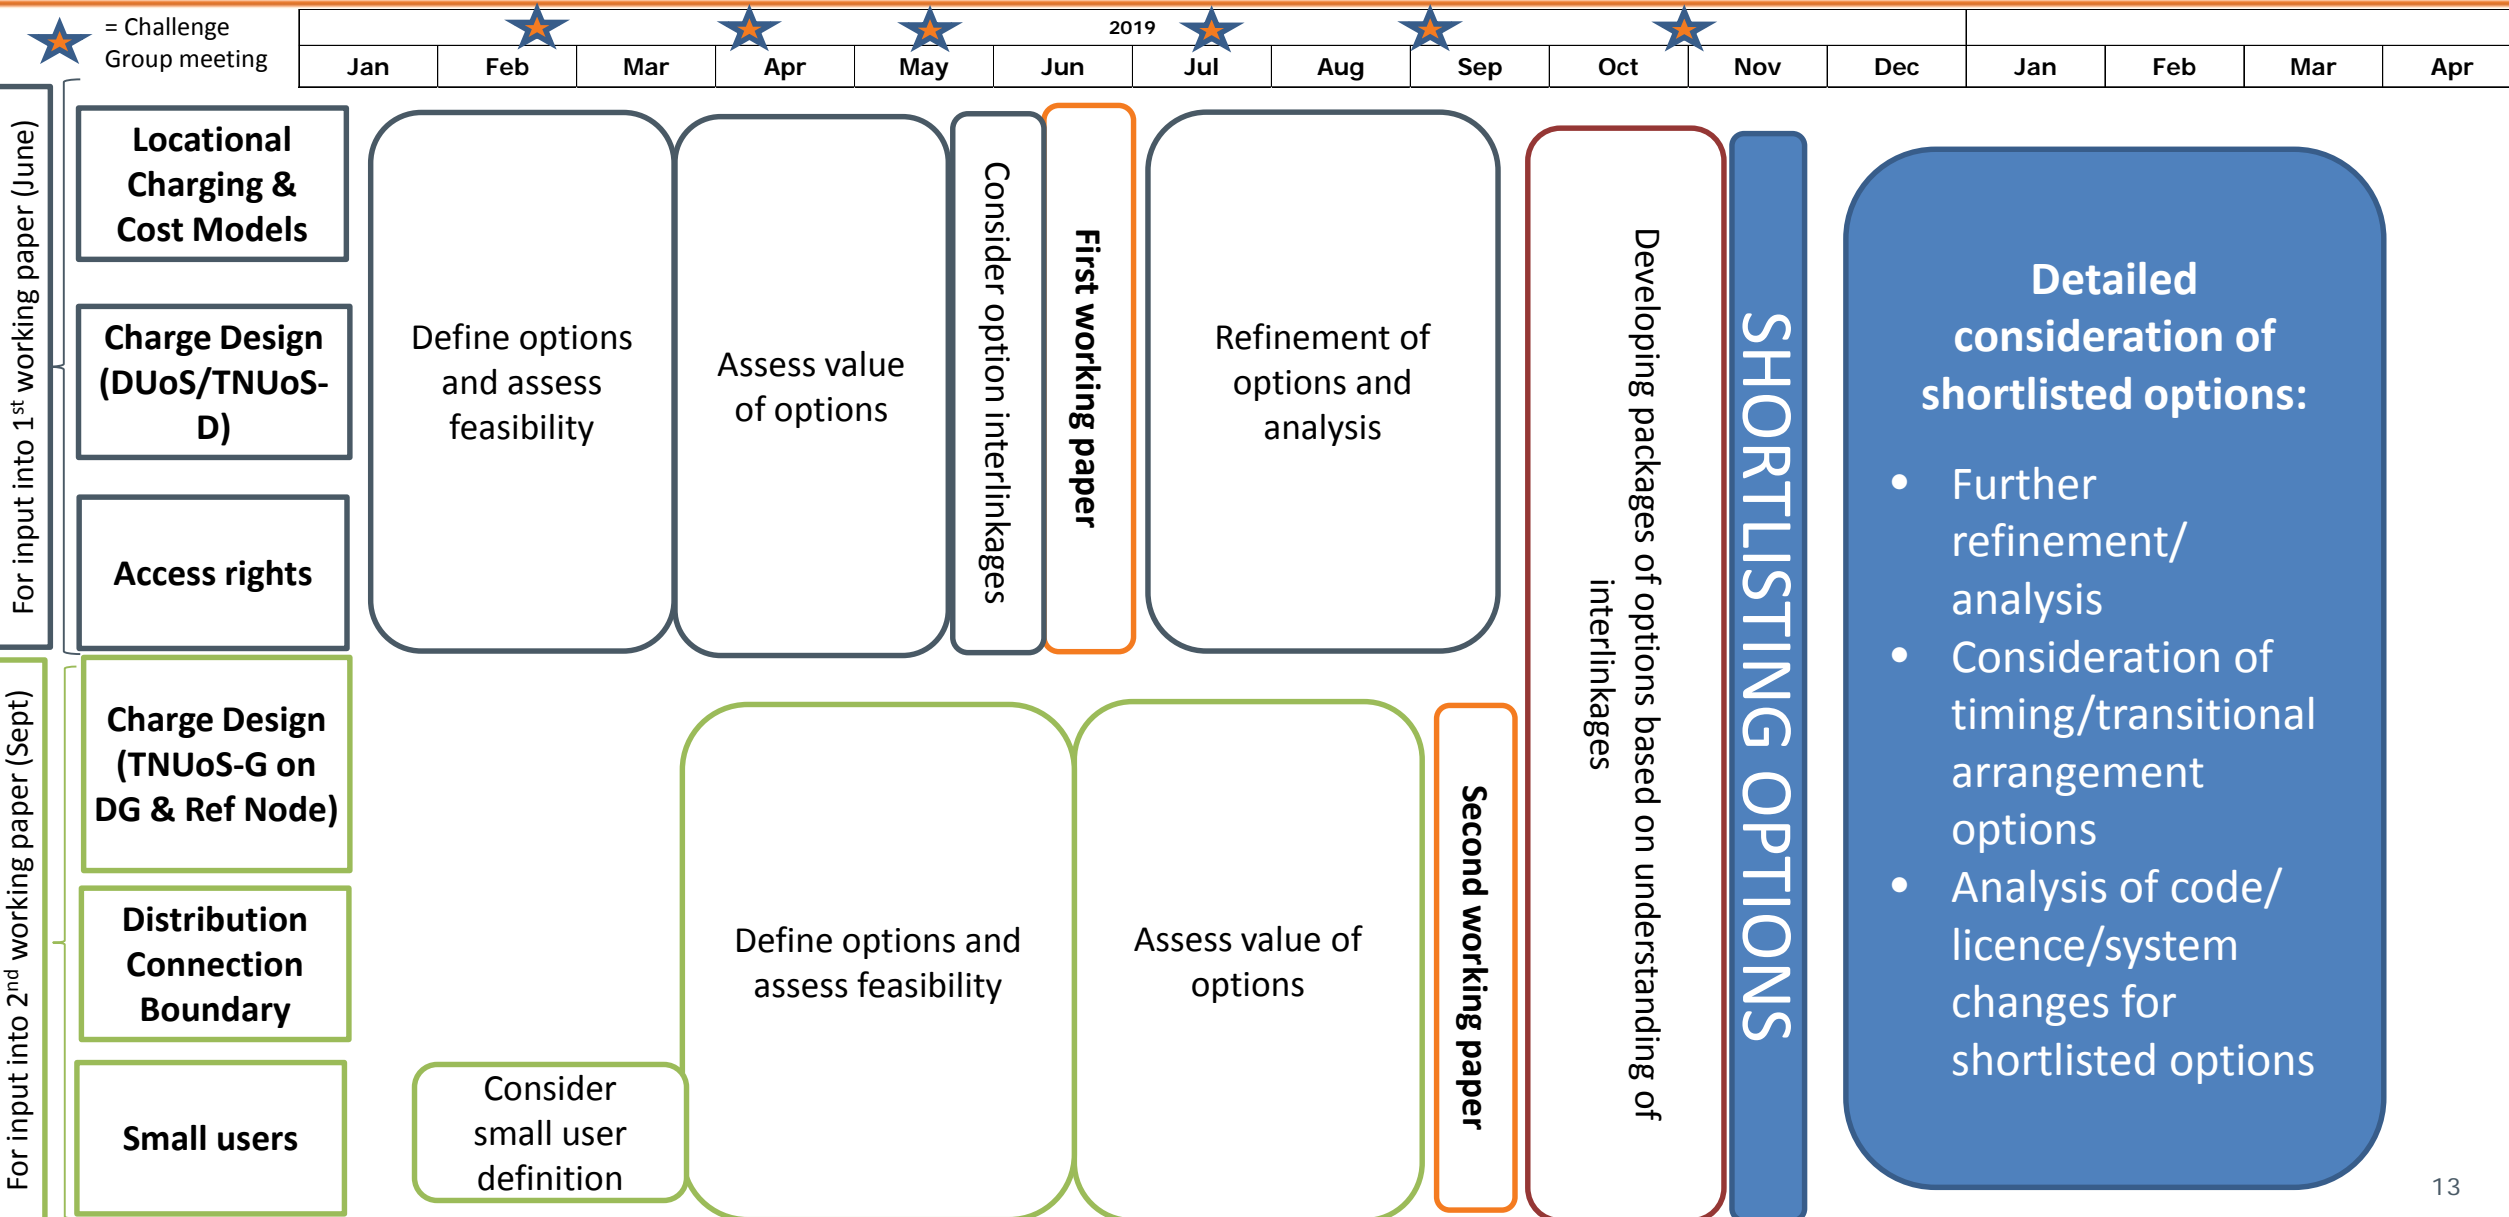 = Challenge
Group meeting
2019
Jan Feb Mar Apr May Jun Jul Aug Sep Oct Nov Dec Jan Feb Mar Apr
For input into 1st working paper (June)
Locational
Charging &
Cost Models
Charge Design
(DUoS/TNUoS-
D)
Access rights
Define options
and assess
feasibility
Assess value
of options
Consider option interlinkages
First working paper
Refinement of
options and
analysis
For input into 2nd working paper (Sept)
Charge Design
(TNUoS-G on
DG & Ref Node)
Distribution
Connection
Boundary
Small users
Consider
small user
definition
Define options and
assess feasibility
Assess value of
options
Second working paper
Developing packages of options based on understanding of
interlinkages
SHORTLISTING OPTIONS
Detailed
consideration of
shortlisted options:
• Further
refinement/
analysis
• Consideration of
timing/transitional
arrangement
options
• Analysis of code/
licence/system
changes for
shortlisted options
13